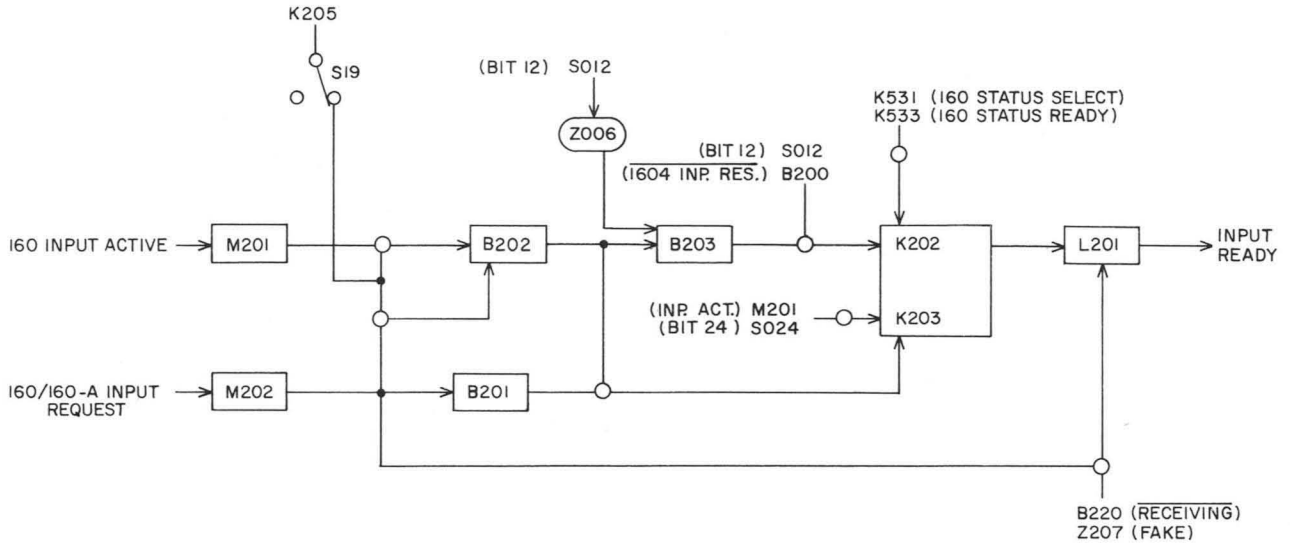 K205
S19
(BIT 12) S012
Z006
K531 (160 STATUS SELECT)
K533 (160 STATUS READY)
(BIT 12) S012
(1604 INP. RES.) B200
160 INPUT ACTIVE
M201
B202
B203
K202
L201
INPUT
READY
(INP. ACT.) M201
(BIT 24) S024
K203
160/160-A INPUT
REQUEST
M202
B201
B220 (RECEIVING)
Z207 (FAKE)